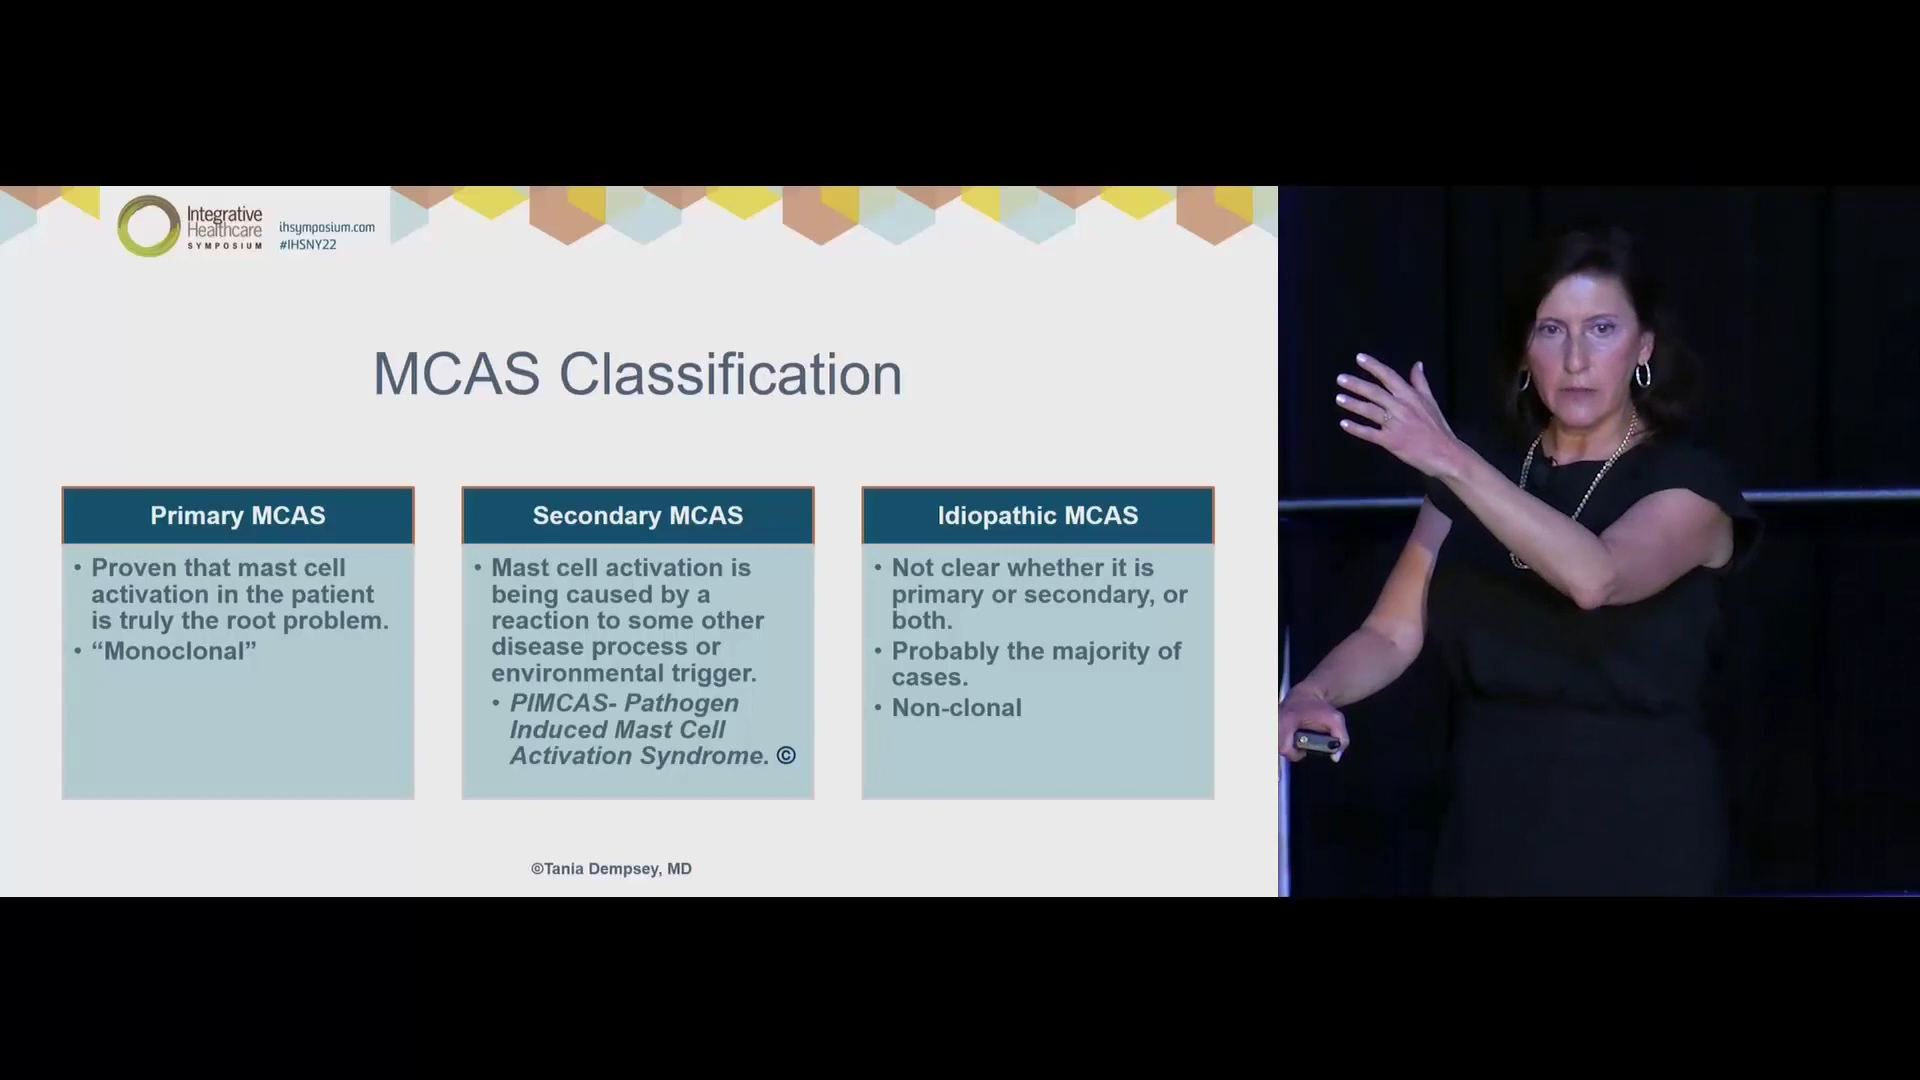 Integrative
Healthcare
SYMPOSIUM
ihsymposium.com
#IHSNY22
MCAS Classification
Primary MCAS
• Proven that mast cell
activation in the patient
is truly the root problem.
• “Monoclonal”
Secondary MCAS
• Mast cell activation is
being caused by a
reaction to some other
disease process or
environmental trigger.
• PIMCAS- Pathogen
Induced Mast Cell
Activation Syndrome. ©
Idiopathic MCAS
• Not clear whether it is
primary or secondary, or
both.
• Probably the majority of
cases.
• Non-clonal
©Tania Dempsey, MD